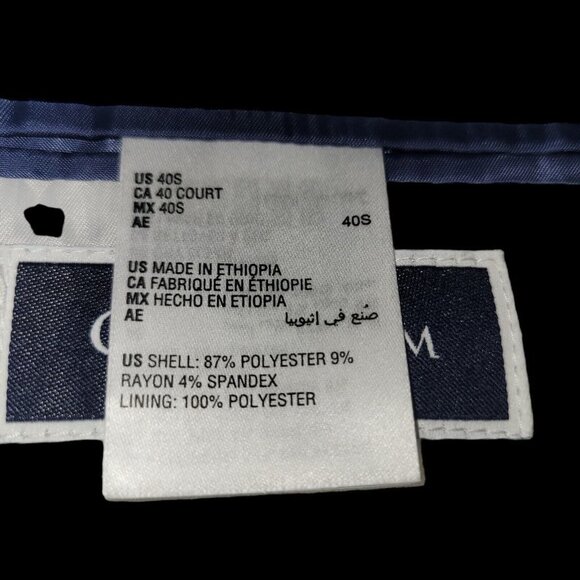 US 40S
CA 40 COURT
MX 40S
AE 40S
US MADE IN ETHIOPIA
CA FABRIQUÉ EN ÉTHIOPIE
MX HECHO EN ETIOPIA
AE صُنع في اثيوبيا
US SHELL: 87% POLYESTER 9%
RAYON 4% SPANDEX
LINING: 100% POLYESTER